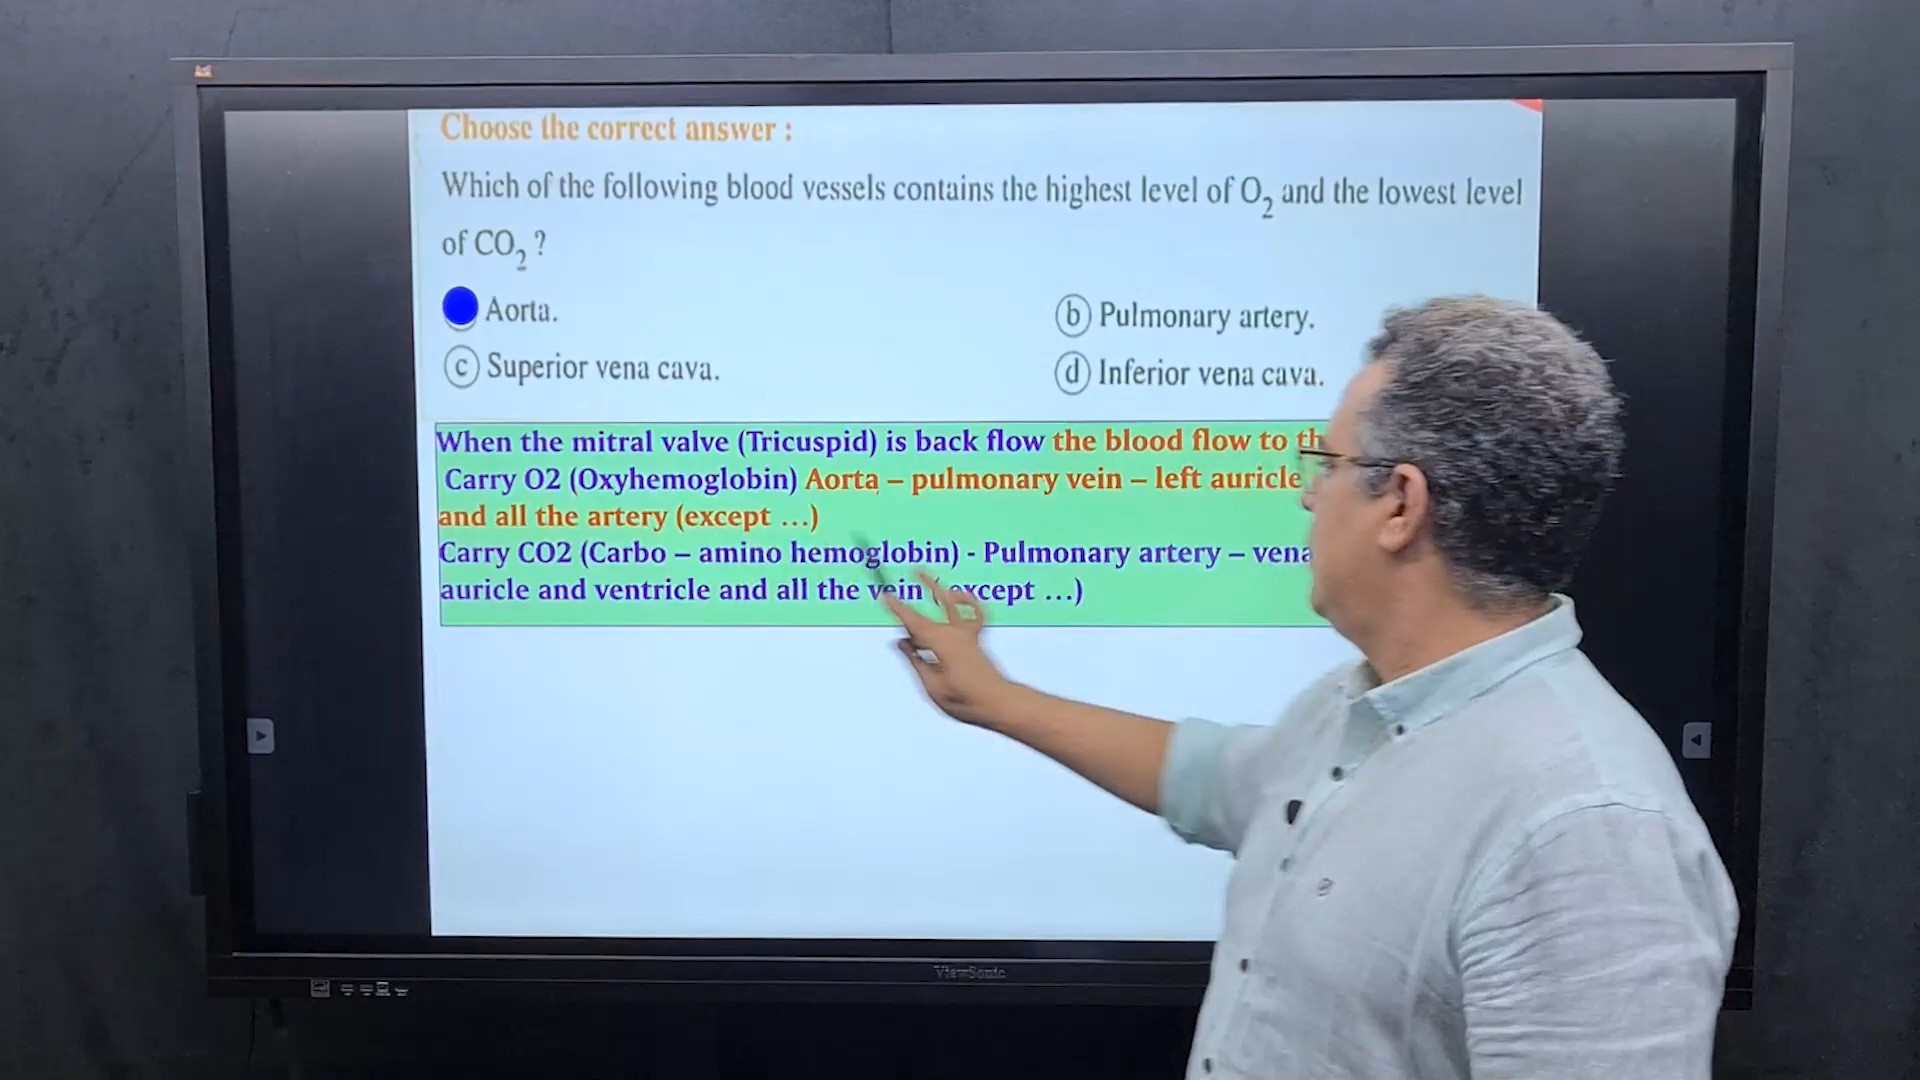 Choose the correct answer :
Which of the following blood vessels contains the highest level of O2 and the lowest level
of CO2 ?
Aorta.
b Pulmonary artery.
c Superior vena cava.
d Inferior vena cava.
When the mitral valve (Tricuspid) is back flow the blood flow to
Carry O2 (Oxyhemoglobin) Aorta – pulmonary vein – left auricle
and all the artery (except ...)
Carry CO2 (Carbo – amino hemoglobin) - Pulmonary artery – vena
auricle and ventricle and all the vein (except ...)
ViewSonic